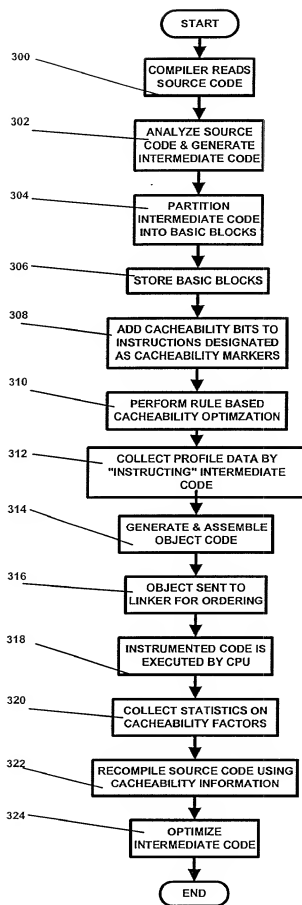 START
300
COMPILER READS
SOURCE CODE
302
ANALYZE SOURCE
CODE & GENERATE
INTERMEDIATE CODE
304
PARTITION
INTERMEDIATE CODE
INTO BASIC BLOCKS
306
STORE BASIC BLOCKS
308
ADD CACHEABILITY BITS TO
INSTRUCTIONS DESIGNATED
AS CACHEABILITY MARKERS
310
PERFORM RULE BASED
CACHEABILITY OPTIMZATION
312
COLLECT PROFILE DATA BY
"INSTRUCTING" INTERMEDIATE
CODE
314
GENERATE & ASSEMBLE
OBJECT CODE
316
OBJECT SENT TO
LINKER FOR ORDERING
318
INSTRUMENTED CODE IS
EXECUTED BY CPU
320
COLLECT STATISTICS ON
CACHEABILITY FACTORS
322
RECOMPILE SOURCE CODE USING
CACHEABILITY INFORMATION
324
OPTIMIZE
INTERMEDIATE CODE
END